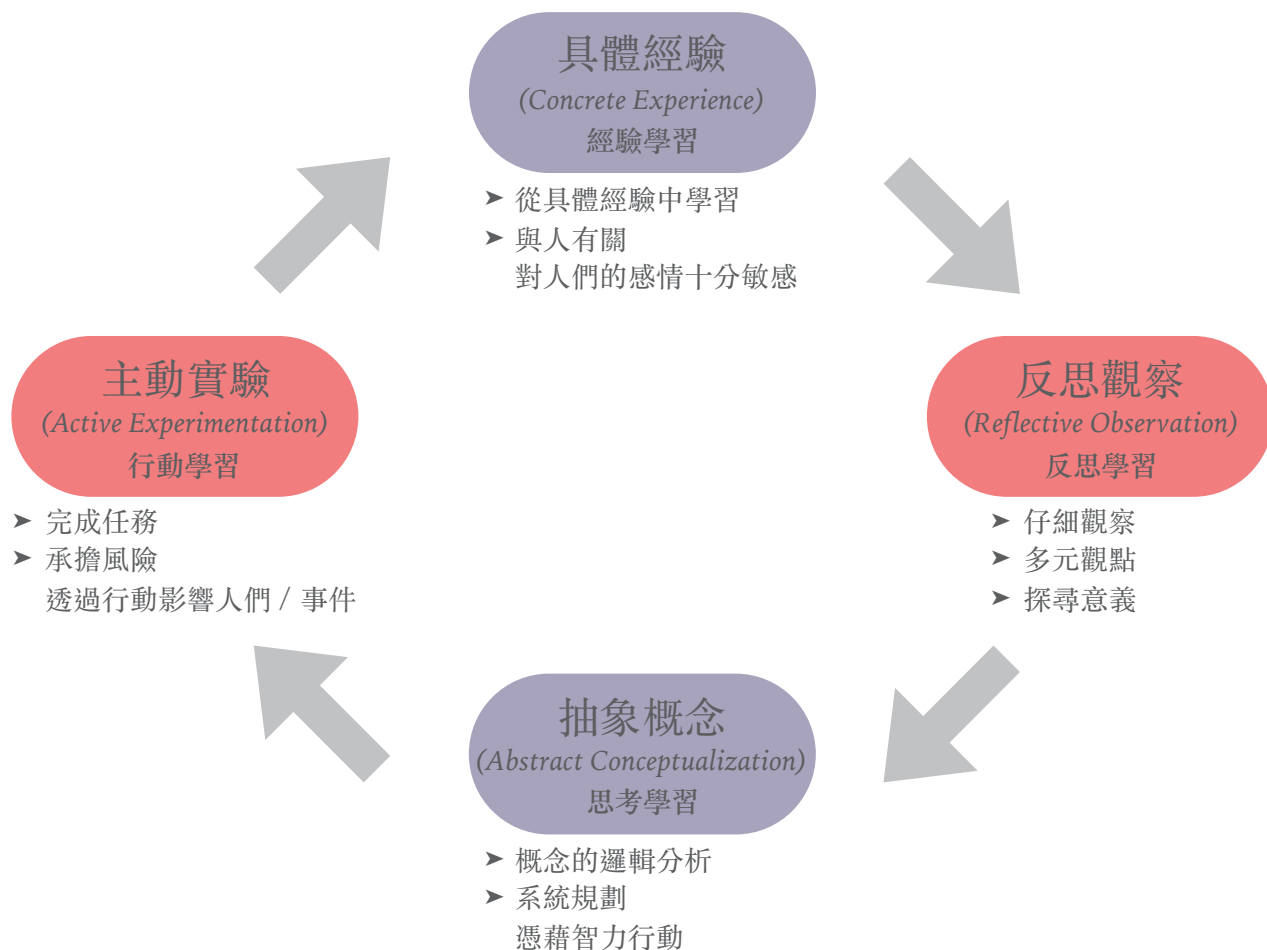 具體經驗
(Concrete Experience)
經驗學習
➤ 從具體經驗中學習
➤ 與人有關
對人們的感情十分敏感
主動實驗
(Active Experimentation)
行動學習
➤ 完成任務
➤ 承擔風險
透過行動影響人們 / 事件
反思觀察
(Reflective Observation)
反思學習
➤ 仔細觀察
➤ 多元觀點
➤ 探尋意義
抽象概念
(Abstract Conceptualization)
思考學習
➤ 概念的邏輯分析
➤ 系統規劃
憑藉智力行動